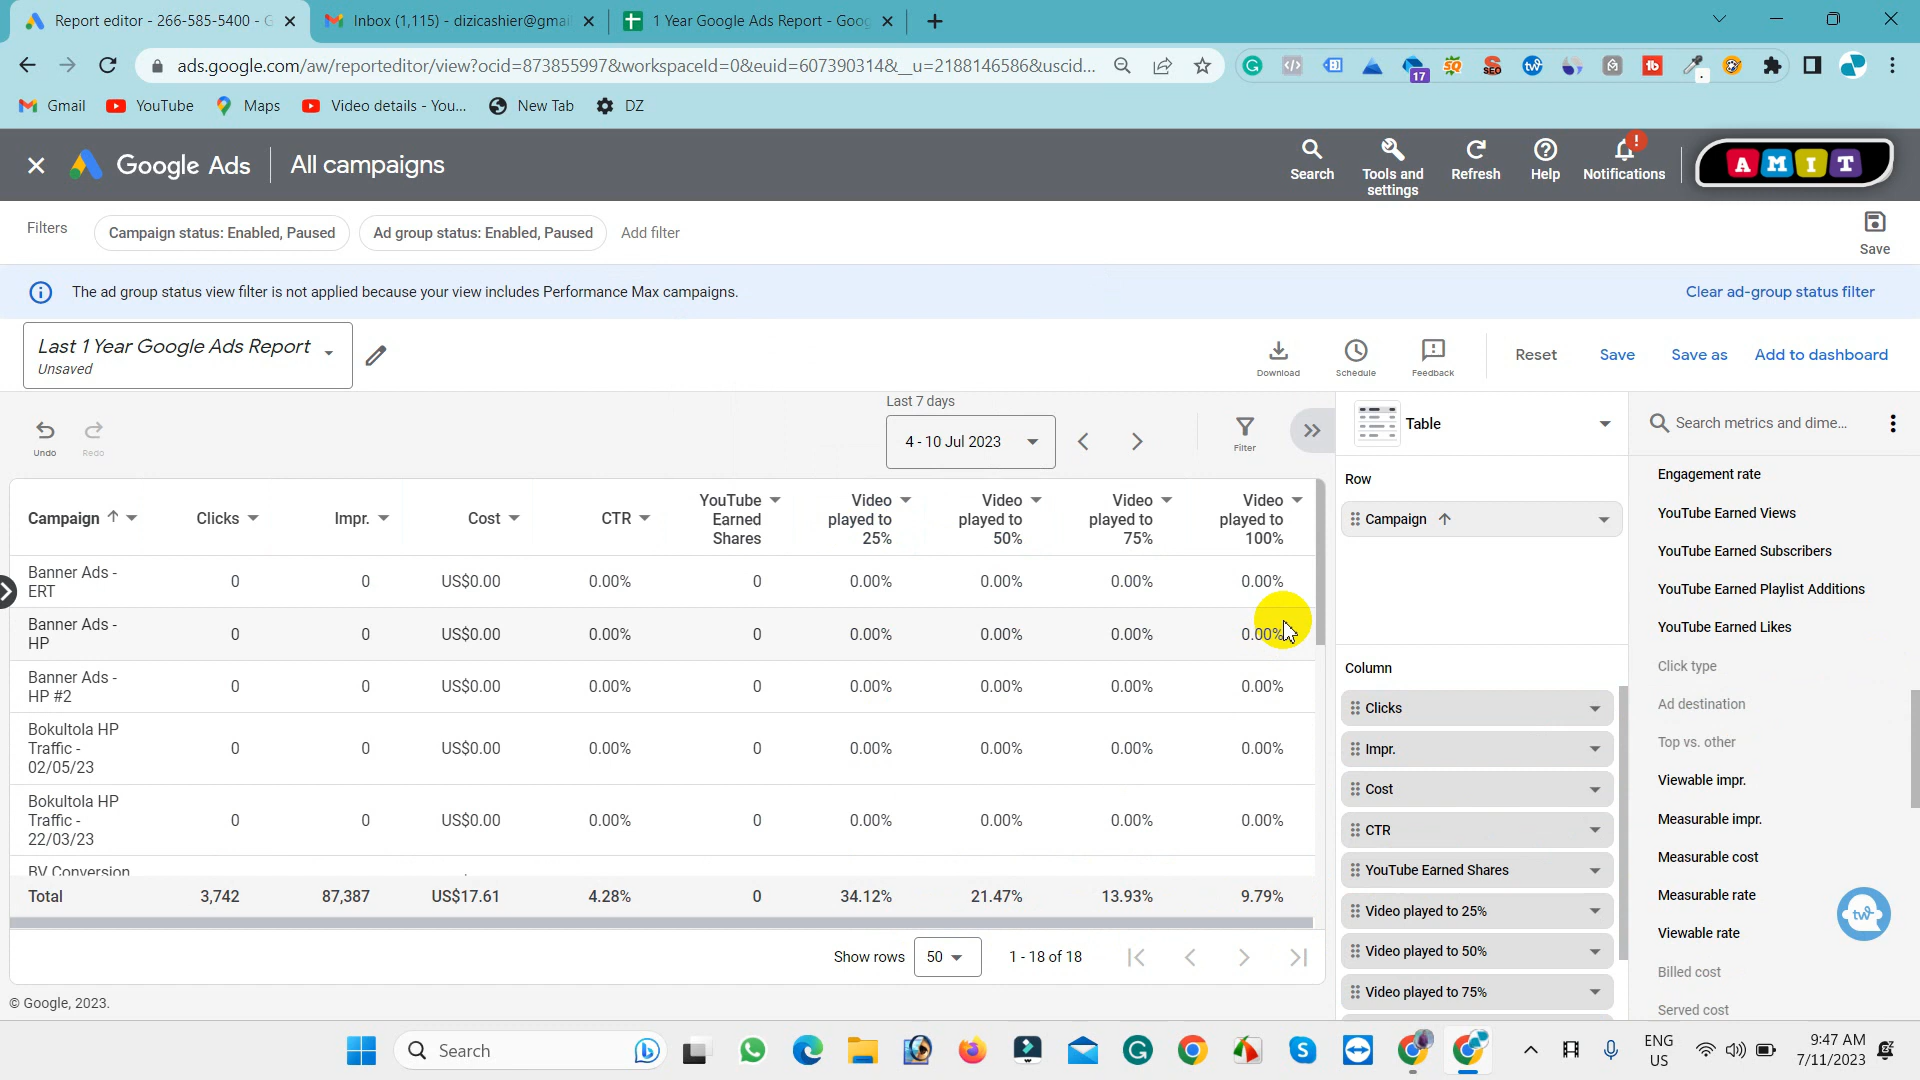 Report editor - 266-585-5400 - G
Inbox (1,115) - dizicashier@gmai
1 Year Google Ads Report - Goog
ads.google.com/aw/reporteditor/view?ocid=873855997&workspaceId=0&euid=607390314&__u=2188146586&uscid...
17
Gmail
YouTube
Maps
Video details - You...
New Tab
DZ
Google Ads
All campaigns
Search
Tools and settings
Refresh
Help
Notifications
AMIT
Filters
Campaign status: Enabled, Paused
Ad group status: Enabled, Paused
Add filter
Save
The ad group status view filter is not applied because your view includes Performance Max campaigns.
Clear ad-group status filter
Last 1 Year Google Ads Report
Unsaved
Download
Schedule
Feedback
Reset
Save
Save as
Add to dashboard
Undo
Redo
Last 7 days
4 - 10 Jul 2023
Filter
Table
Search metrics and dime...
Campaign Clicks Impr. Cost CTR YouTube Earned Shares Video played to 25% Video played to 50% Video played to 75% Video played to 100%
Banner Ads - ERT 0 0 US$0.00 0.00% 0 0.00% 0.00% 0.00% 0.00%
Banner Ads - HP 0 0 US$0.00 0.00% 0 0.00% 0.00% 0.00% 0.00%
Banner Ads - HP #2 0 0 US$0.00 0.00% 0 0.00% 0.00% 0.00% 0.00%
Bokultola HP Traffic - 02/05/23 0 0 US$0.00 0.00% 0 0.00% 0.00% 0.00% 0.00%
Bokultola HP Traffic - 22/03/23 0 0 US$0.00 0.00% 0 0.00% 0.00% 0.00% 0.00%
BV Conversion
Total 3,742 87,387 US$17.61 4.28% 0 34.12% 21.47% 13.93% 9.79%
Show rows 50 1 - 18 of 18
© Google, 2023.
Row
Campaign
Column
Clicks
Impr.
Cost
CTR
YouTube Earned Shares
Video played to 25%
Video played to 50%
Video played to 75%
Engagement rate
YouTube Earned Views
YouTube Earned Subscribers
YouTube Earned Playlist Additions
YouTube Earned Likes
Click type
Ad destination
Top vs. other
Viewable impr.
Measurable impr.
Measurable cost
Measurable rate
Viewable rate
Billed cost
Served cost
Search
ENG
US
9:47 AM
7/11/2023